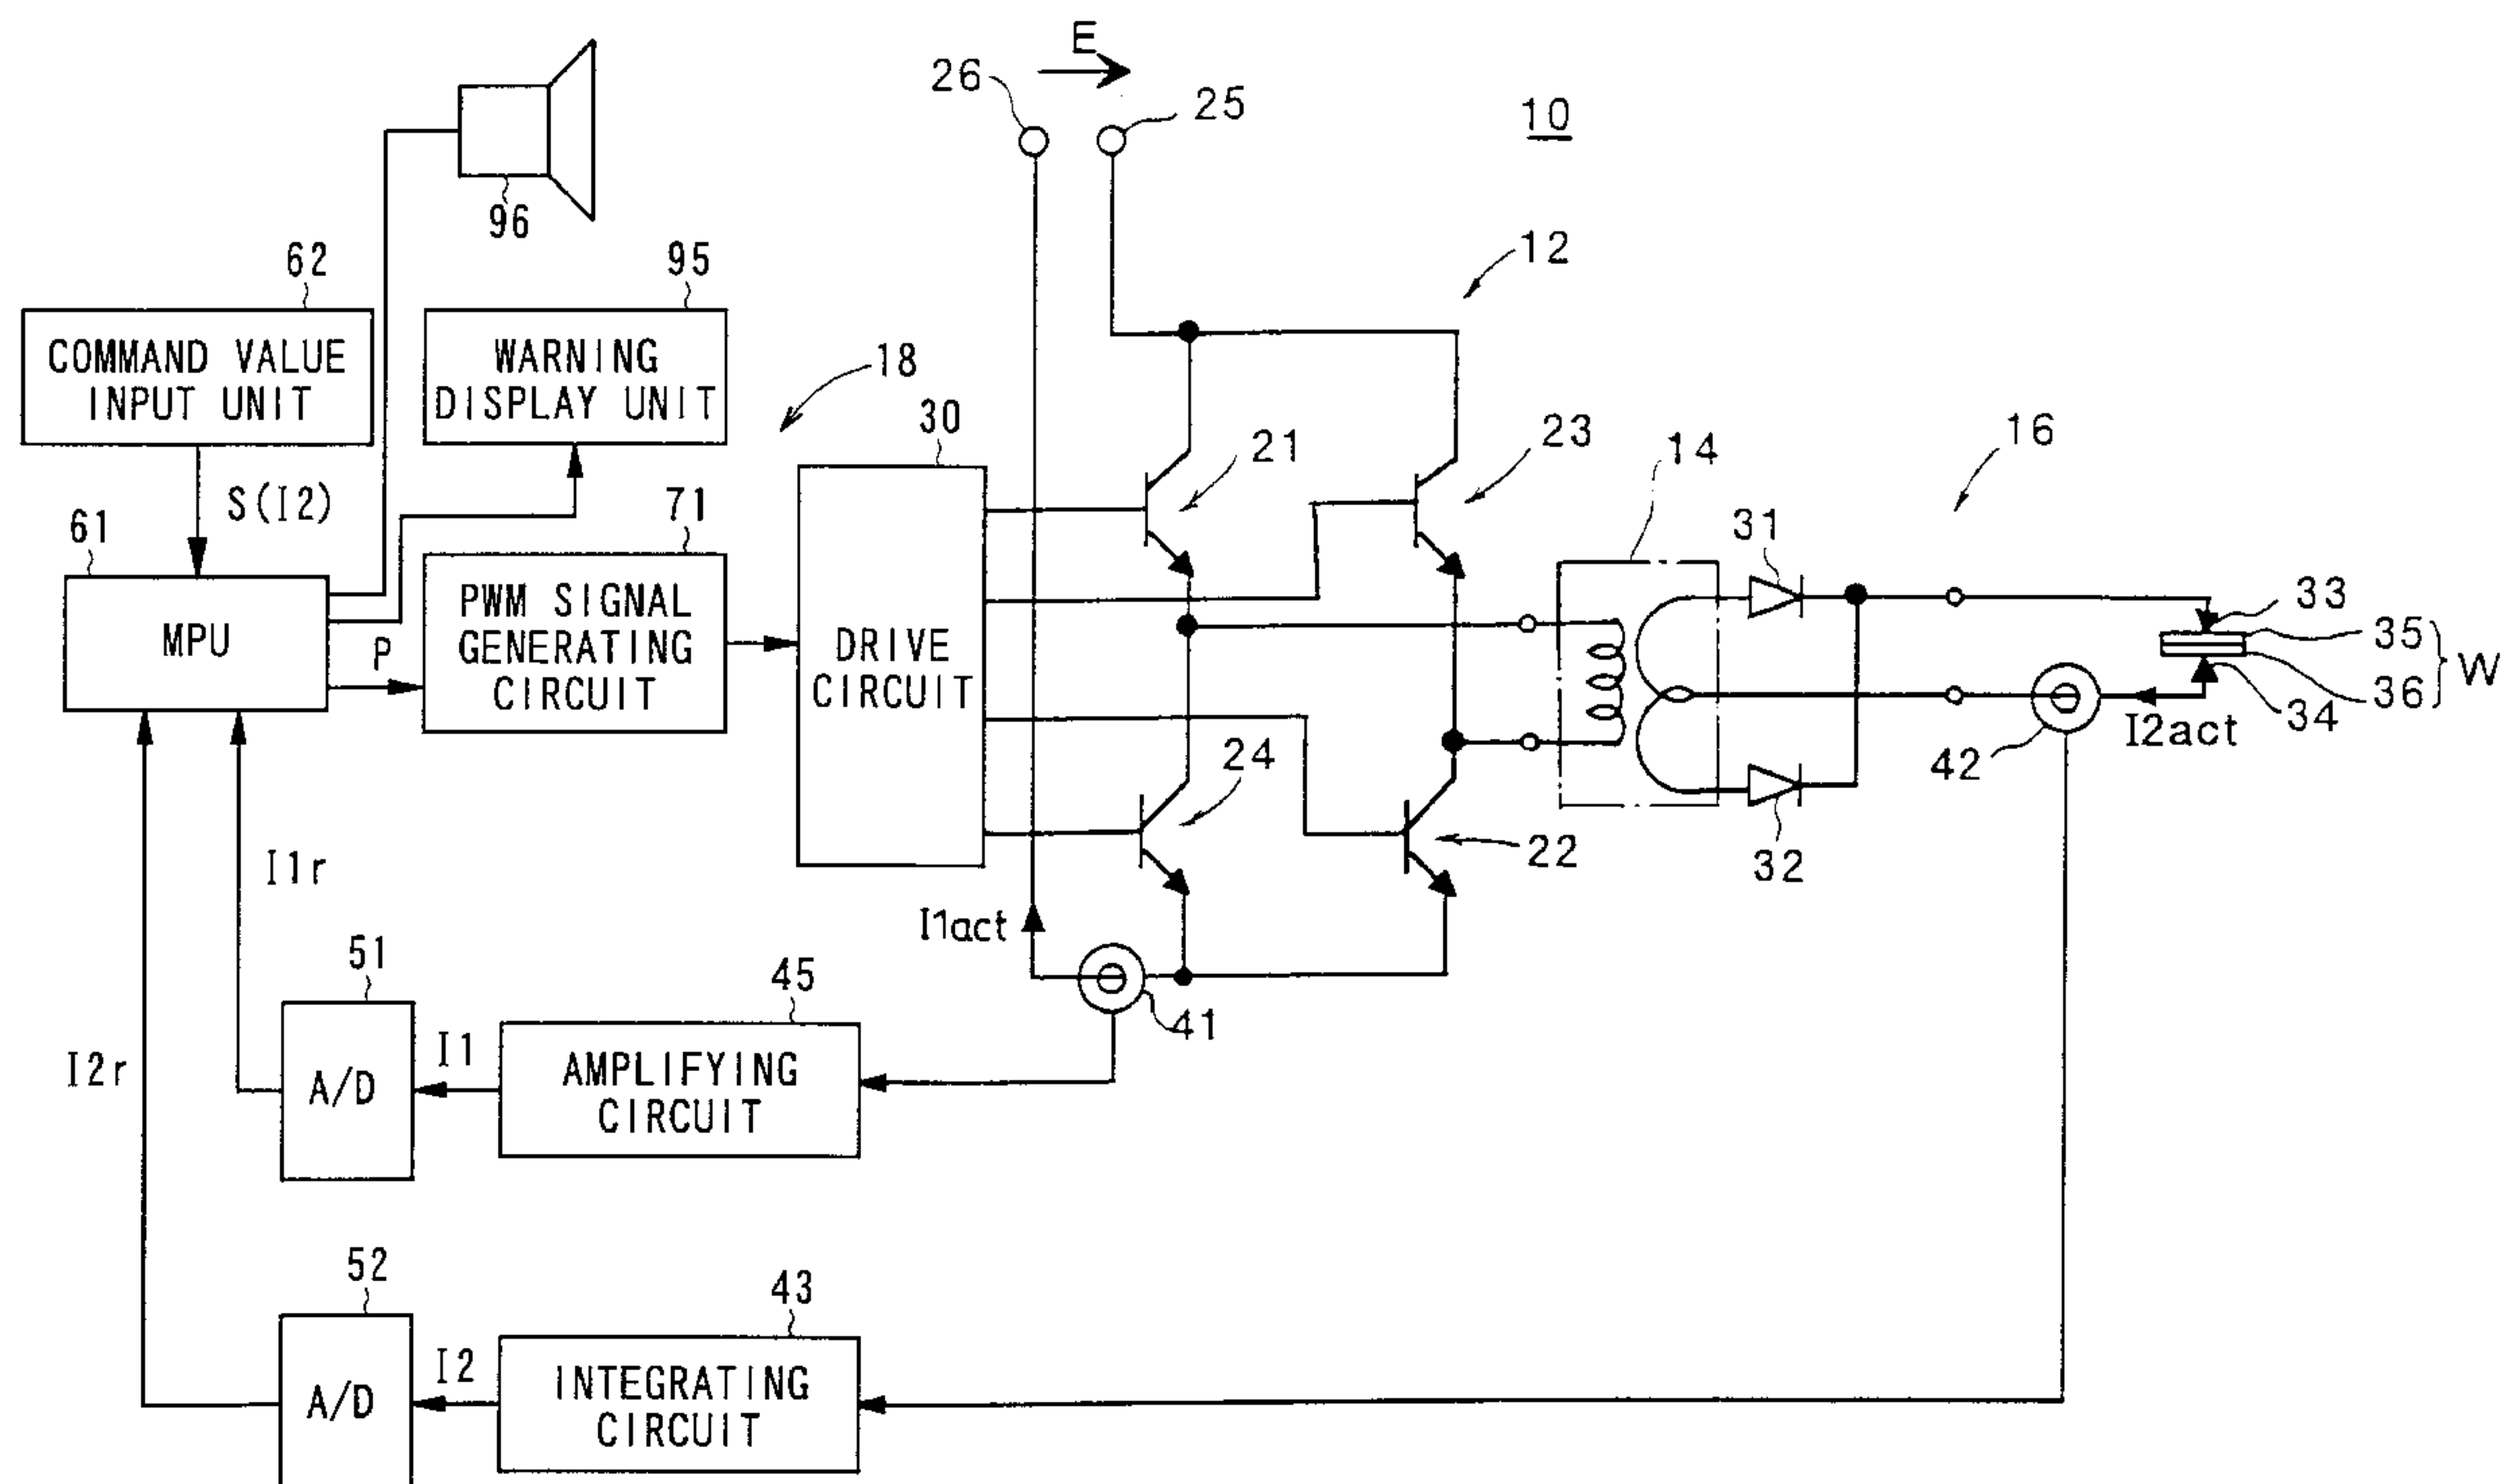 E
26
25
10
96
12
62
95
COMMAND VALUE
INPUT UNIT
WARNING
DISPLAY UNIT
18
30
21
23
14
16
S(I2)
61
71
31
33
MPU
P
PWM SIGNAL
GENERATING
CIRCUIT
DRIVE
CIRCUIT
35
36
W
34
I2act
42
24
22
32
I1r
I1act
51
45
41
I2r
A/D
I1
AMPLIFYING
CIRCUIT
52
43
A/D
I2
INTEGRATING
CIRCUIT